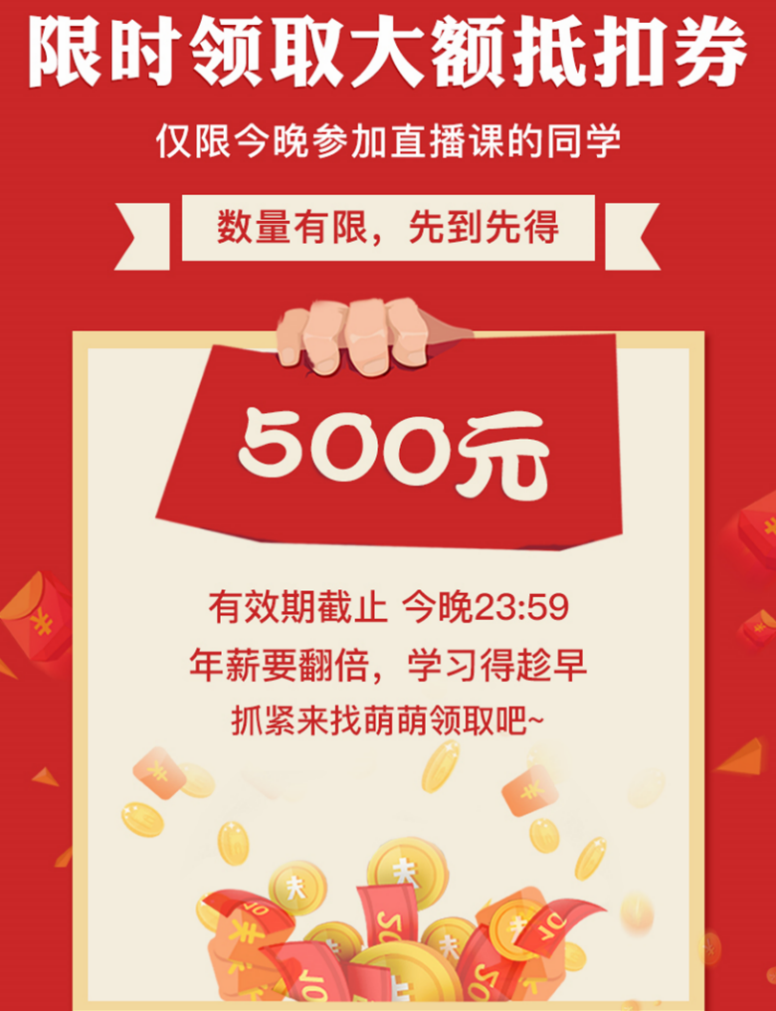 限时领取大额抵扣券
仅限今晚参加直播课的同学
数量有限，先到先得
500元
有效期截止 今晚23:59
年薪要翻倍，学习得趁早
抓紧来找萌萌领取吧~